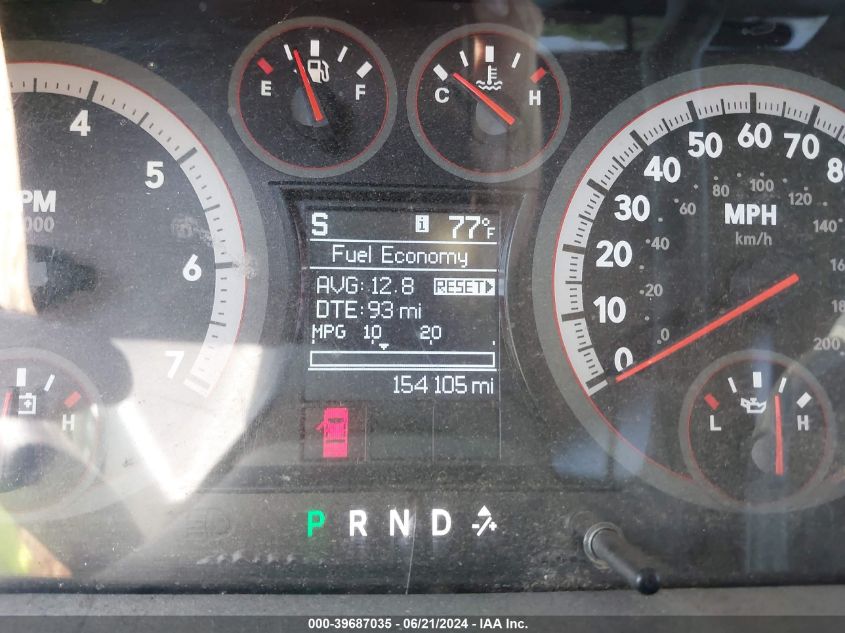 E F
C H
4
5
6
7
PM
000
H
S i 77°F
Fuel Economy
AVG: 12.8 RESET
DTE: 93 mi
MPG 10 20
154105 mi
0 10 20 30 40 50 60 70 80
0 20 40 60 80 100 120 140 200
MPH
km/h
L H
P R N D -/+
000-39687035 - 06/21/2024 - IAA Inc.